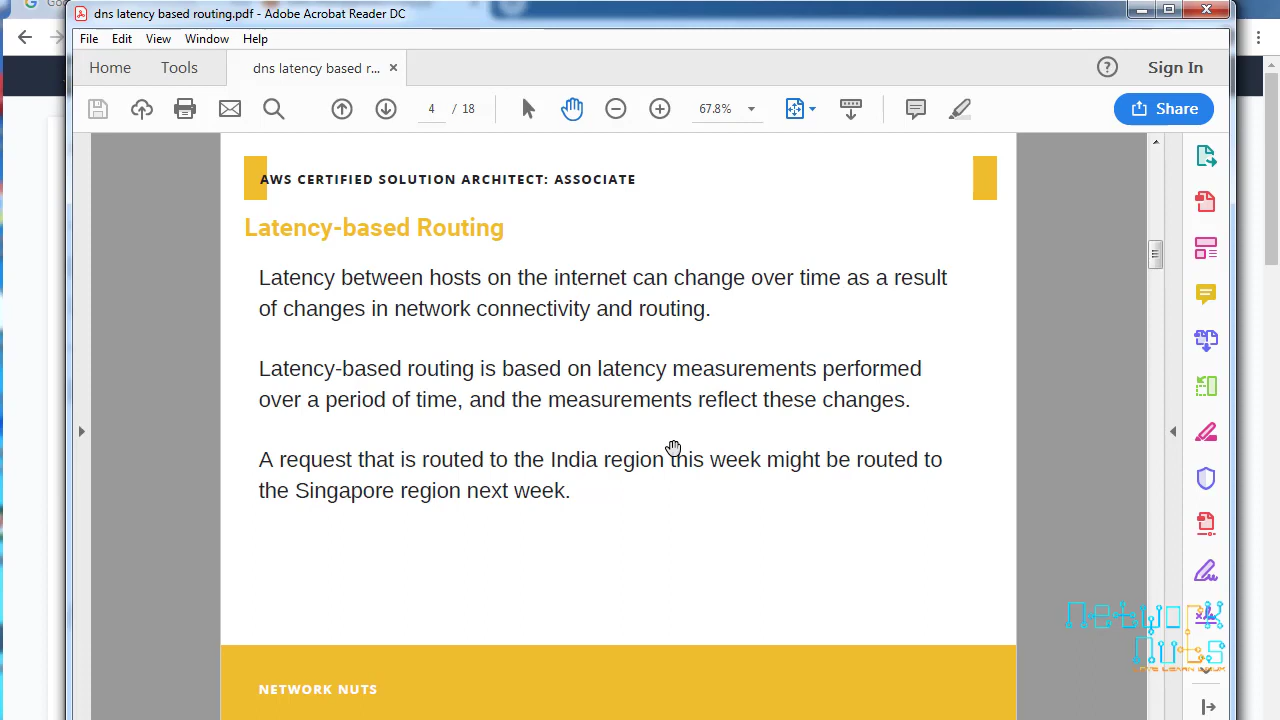 Goo
dns latency based routing.pdf - Adobe Acrobat Reader DC
File Edit View Window Help
Home Tools dns latency based r... ×
4 / 18 67.8% Share
? Sign In
AWS CERTIFIED SOLUTION ARCHITECT: ASSOCIATE
Latency-based Routing
Latency between hosts on the internet can change over time as a result
of changes in network connectivity and routing.
Latency-based routing is based on latency measurements performed
over a period of time, and the measurements reflect these changes.
A request that is routed to the India region this week might be routed to
the Singapore region next week.
NETWORK NUTS
Network
Nuts